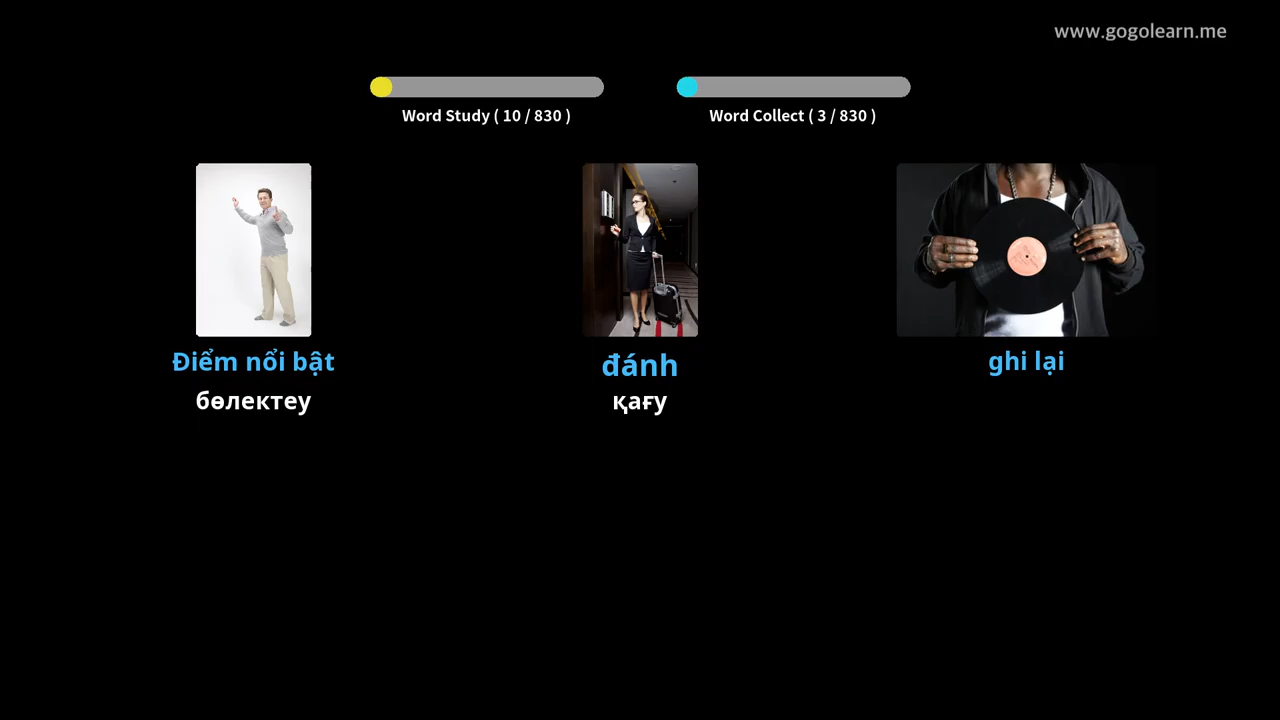 www.gogolearn.me
Word Study ( 10 / 830 )
Word Collect ( 3 / 830 )
Điểm nổi bật
đánh
ghi lại
бөлектеу
қағу